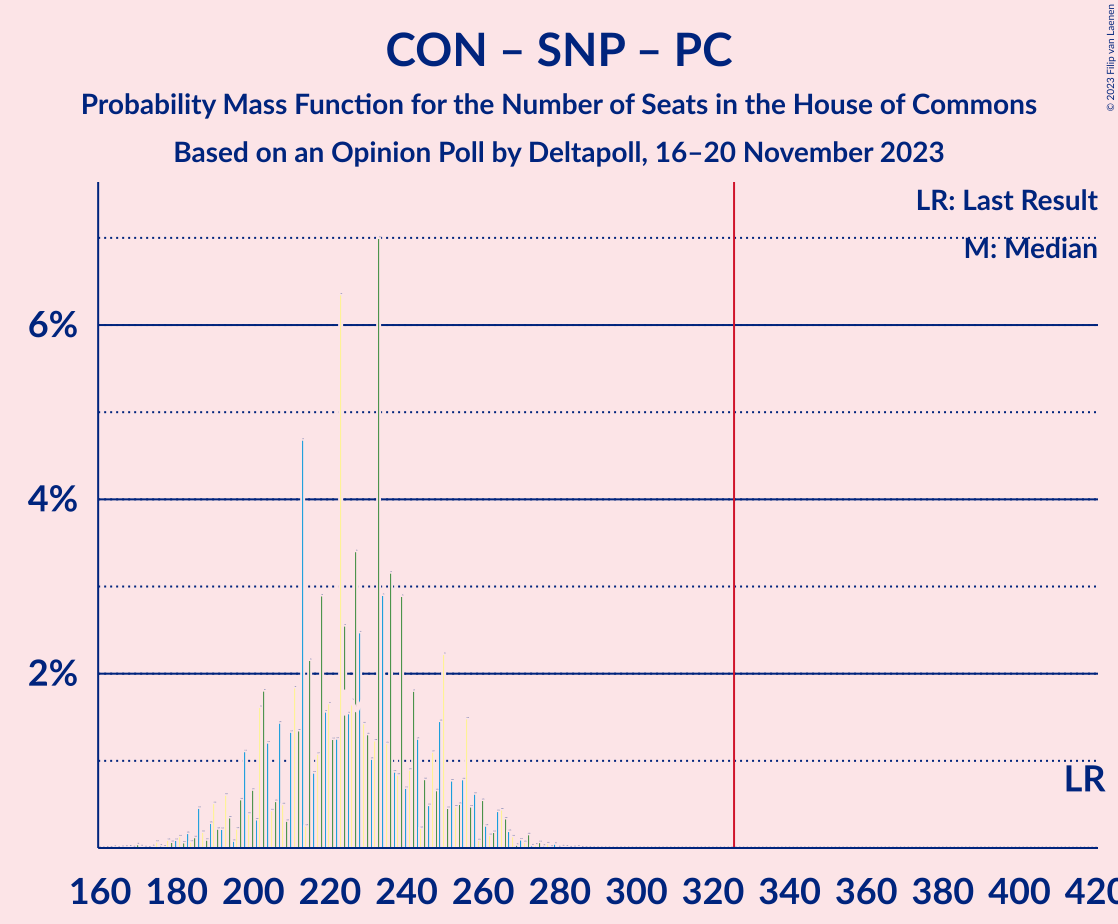 CON – SNP – PC
Probability Mass Function for the Number of Seats in the House of Commons
Based on an Opinion Poll by Deltapoll, 16–20 November 2023
© 2023 Filip van Laenen
LR: Last Result
M: Median
6%
4%
2%
LR
160 180 200 220 240 260 280 300 320 340 360 380 400 420